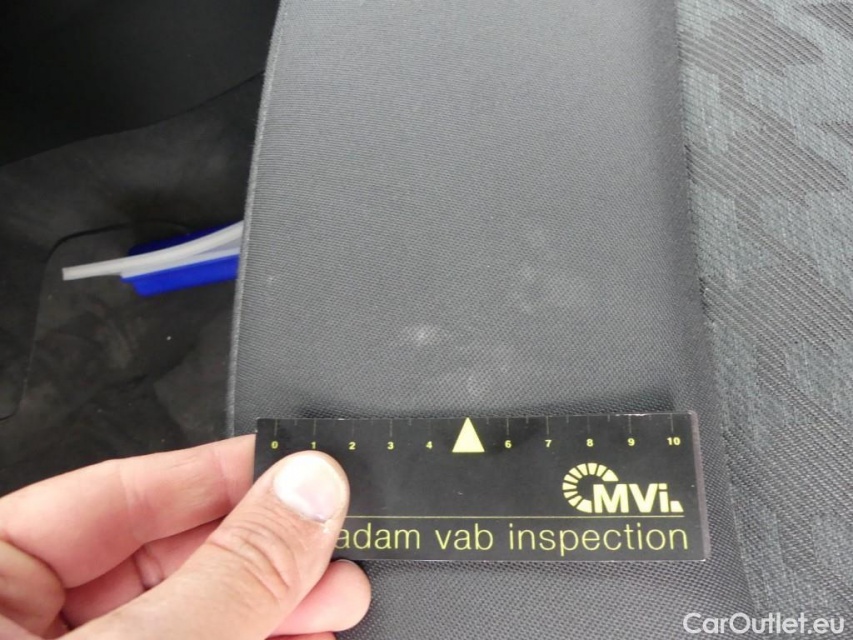 0 1 2 3 4 6 7 8 9 10
MVi.
adam vab inspection
CarOutlet.eu